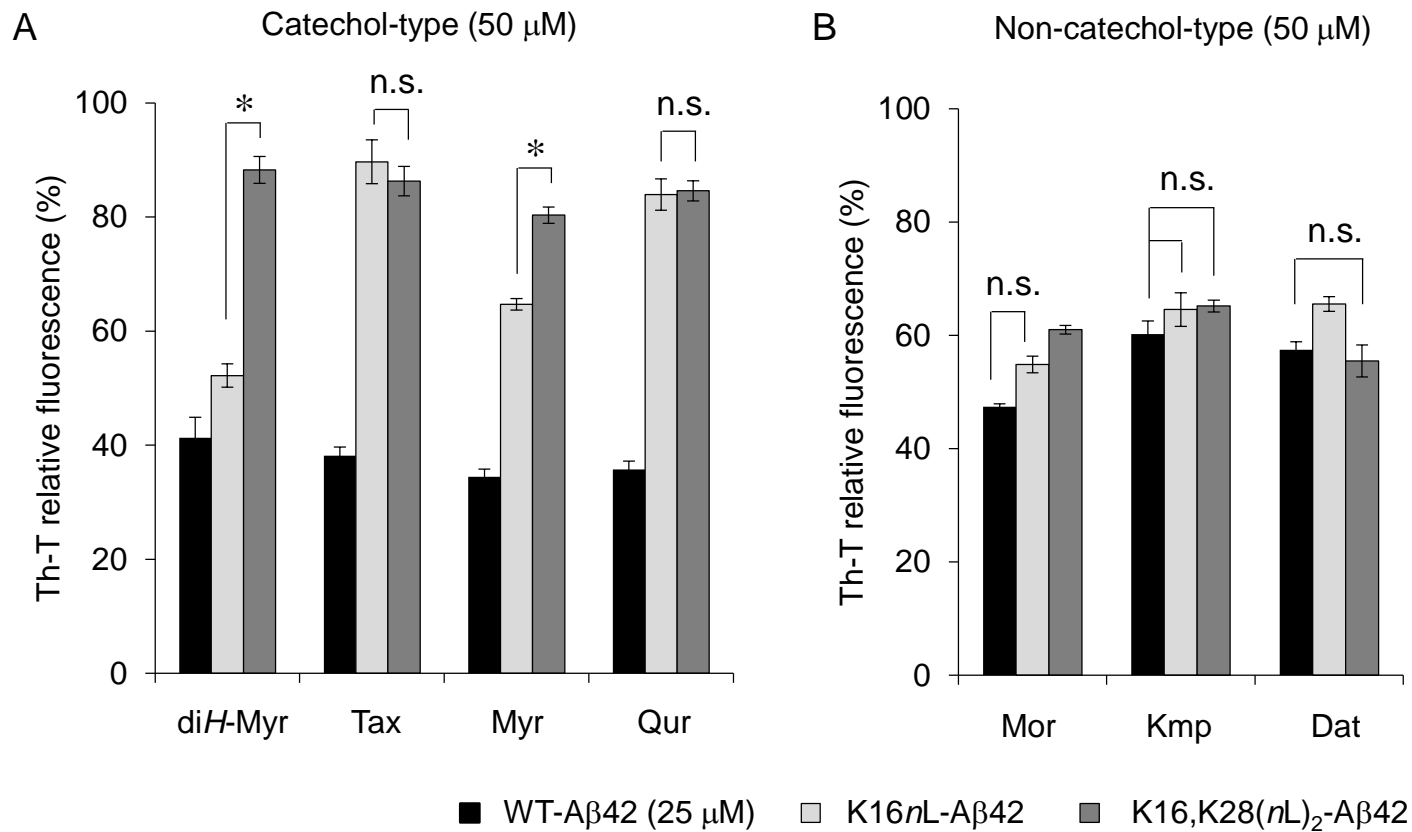 A
Catechol-type (50 μM)
Th-T relative fluorescence (%)
100
80
60
40
20
0
*
n.s.
*
n.s.
diH-Myr
Tax
Myr
Qur
B
Non-catechol-type (50 μM)
Th-T relative fluorescence (%)
100
80
60
40
20
0
n.s.
n.s.
n.s.
Mor
Kmp
Dat
WT-Aβ42 (25 μM)
K16nL-Aβ42
K16,K28(nL)₂-Aβ42